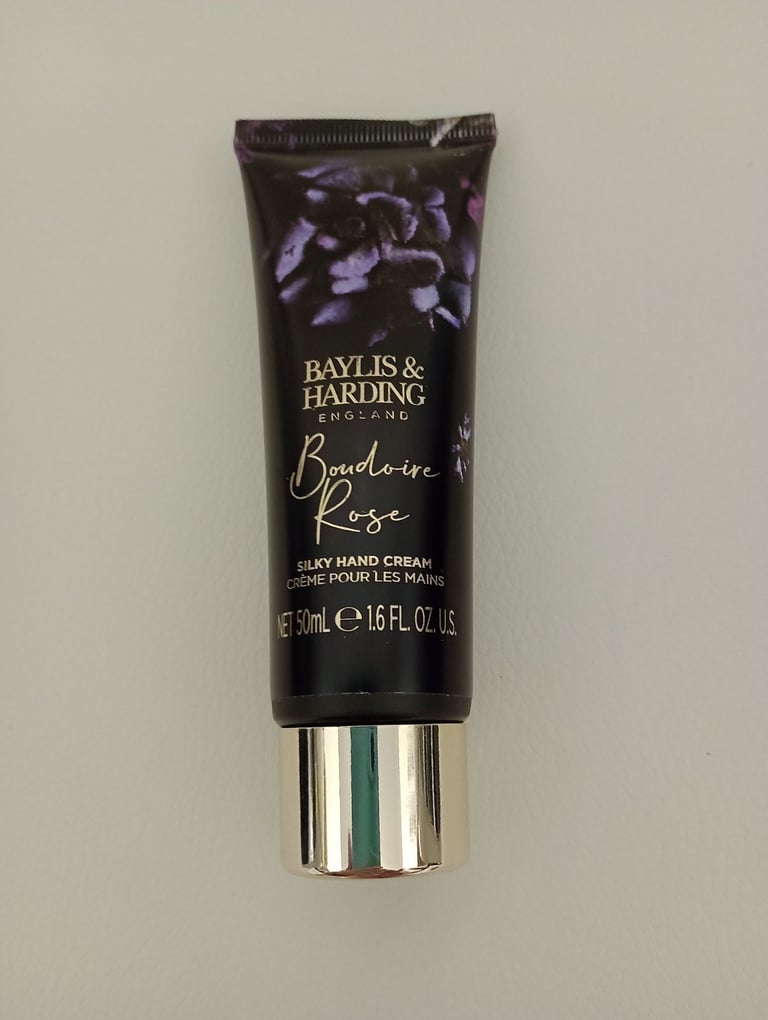 BAYLIS &
HARDING
ENGLAND
Boudoire
Rose
SILKY HAND CREAM
CRÈME POUR LES MAINS
NET 50mL ℮ 1.6 FL. OZ. U.S.